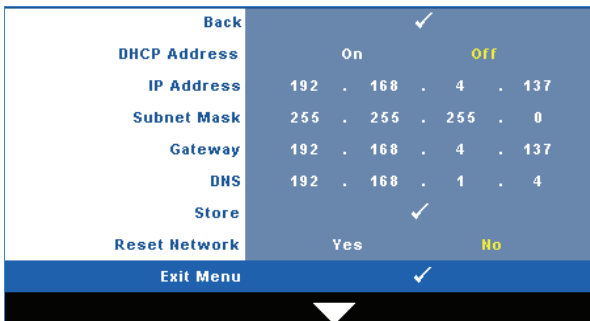 Back ✓
DHCP Address On Off
IP Address 192 . 168 . 4 . 137
Subnet Mask 255 . 255 . 255 . 0
Gateway 192 . 168 . 4 . 137
DNS 192 . 168 . 1 . 4
Store ✓
Reset Network Yes No
Exit Menu ✓